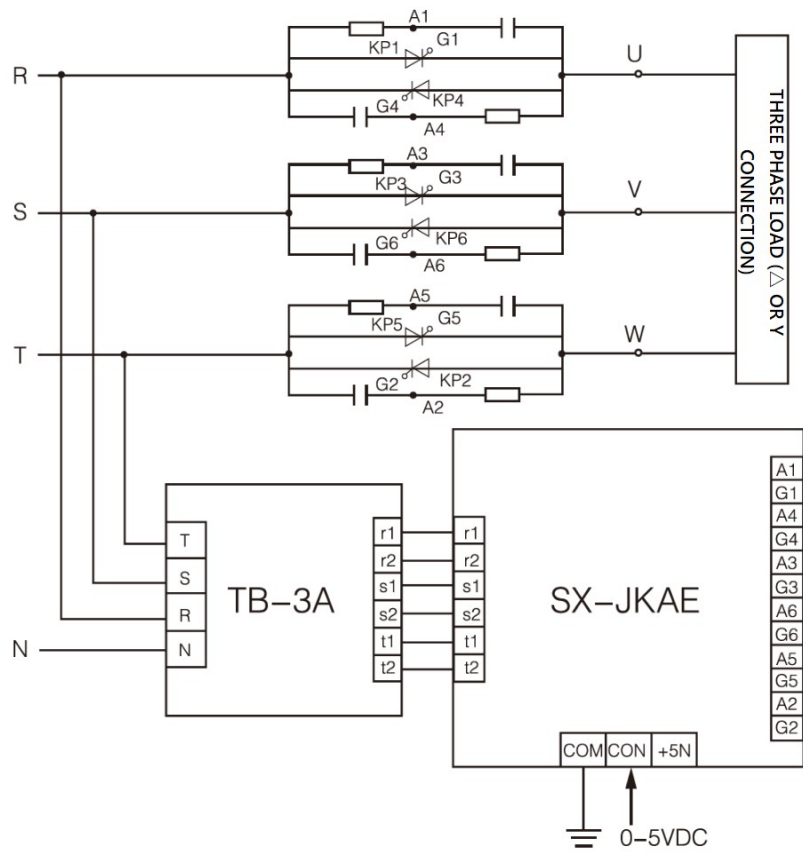 A1
KP1
G1
R
U
G4
KP4
A4
A3
KP3
G3
S
V
G6
KP6
A6
A5
KP5
G5
T
W
G2
KP2
A2
THREE PHASE LOAD (△ OR Y
CONNECTION)
T
S
R
N
N
TB-3A
r1
r2
s1
s2
t1
t2
r1
r2
s1
s2
t1
t2
SX-JKAE
A1
G1
A4
G4
A3
G3
A6
G6
A5
G5
A2
G2
COM
CON
+5N
0-5VDC